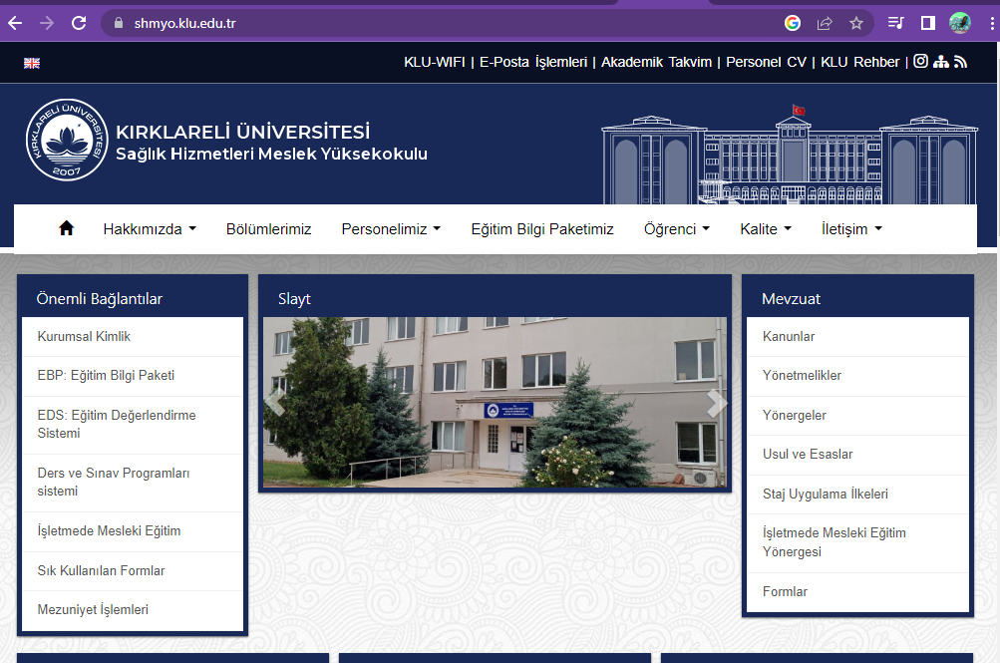 shmyo.klu.edu.tr
KLU-WIFI | E-Posta İşlemleri | Akademik Takvim | Personel CV | KLU Rehber |
KIRKLARELİ ÜNİVERSİTESİ
2007
KIRKLARELİ ÜNİVERSİTESİ
Sağlık Hizmetleri Meslek Yüksekokulu
Hakkımızda
Bölümlerimiz
Personelimiz
Eğitim Bilgi Paketimiz
Öğrenci
Kalite
İletişim
Önemli Bağlantılar
Kurumsal Kimlik
EBP: Eğitim Bilgi Paketi
EDS: Eğitim Değerlendirme
Sistemi
Ders ve Sınav Programları
sistemi
İşletmede Mesleki Eğitim
Sık Kullanılan Formlar
Mezuniyet İşlemleri
Slayt
Mevzuat
Kanunlar
Yönetmelikler
Yönergeler
Usul ve Esaslar
Staj Uygulama İlkeleri
İşletmede Mesleki Eğitim
Yönergesi
Formlar